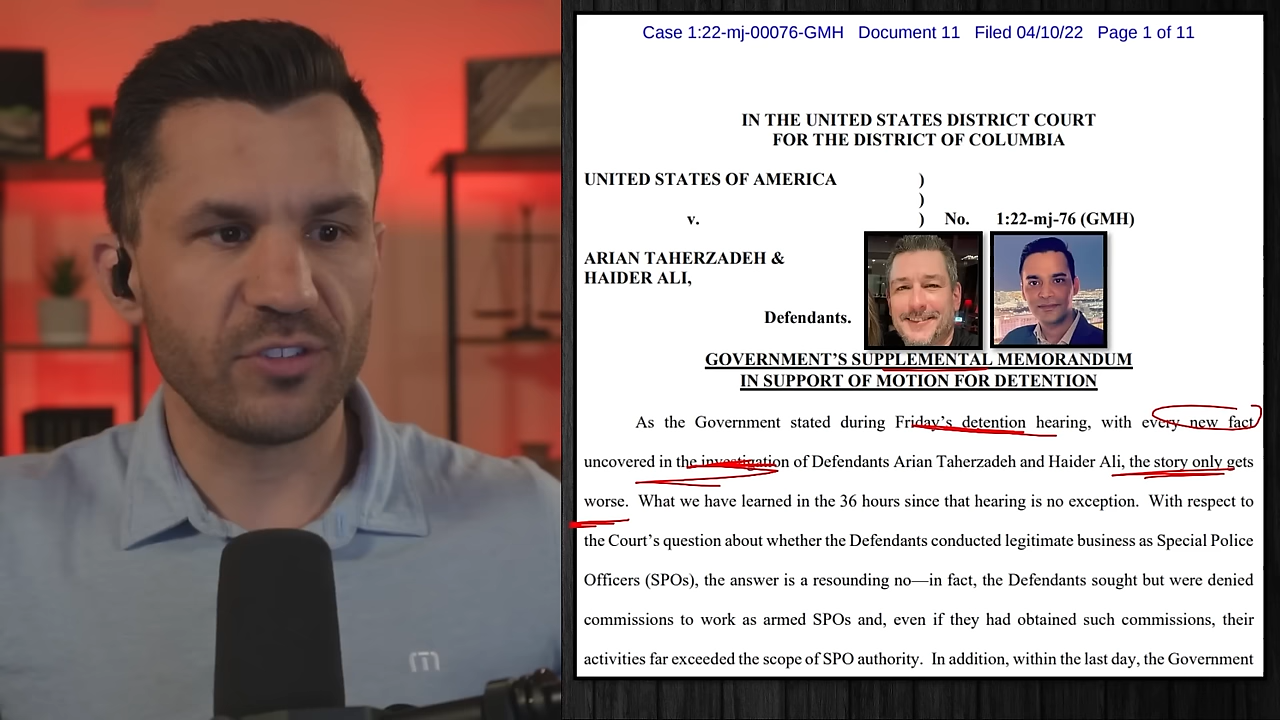 Case 1:22-mj-00076-GMH Document 11 Filed 04/10/22 Page 1 of 11
IN THE UNITED STATES DISTRICT COURT
FOR THE DISTRICT OF COLUMBIA
UNITED STATES OF AMERICA )
)
v. ) No. 1:22-mj-76 (GMH)
ARIAN TAHERZADEH &
HAIDER ALI,
Defendants.
GOVERNMENT'S SUPPLEMENTAL MEMORANDUM
IN SUPPORT OF MOTION FOR DETENTION
As the Government stated during Friday's detention hearing, with every new fact
uncovered in the investigation of Defendants Arian Taherzadeh and Haider Ali, the story only gets
worse. What we have learned in the 36 hours since that hearing is no exception. With respect to
the Court's question about whether the Defendants conducted legitimate business as Special Police
Officers (SPOs), the answer is a resounding no—in fact, the Defendants sought but were denied
commissions to work as armed SPOs and, even if they had obtained such commissions, their
activities far exceeded the scope of SPO authority. In addition, within the last day, the Government